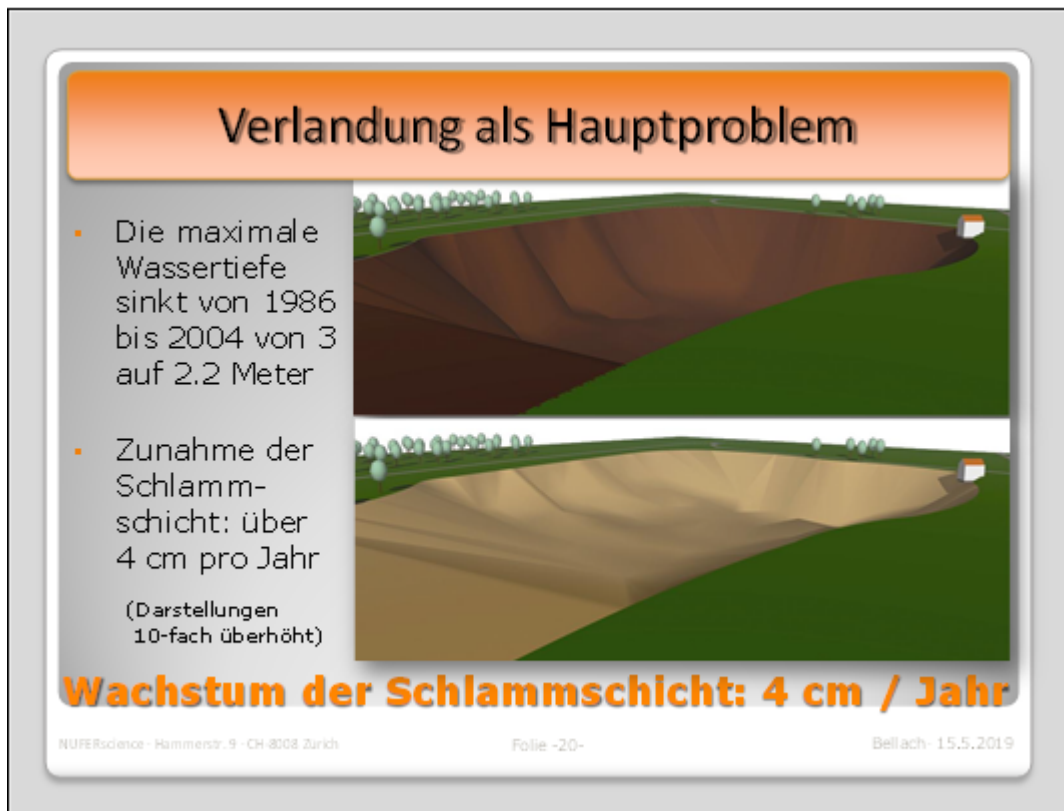 Verlandung als Hauptproblem
▪ Die maximale
Wassertiefe
sinkt von 1986
bis 2004 von 3
auf 2.2 Meter
▪ Zunahme der
Schlamm-
schicht: über
4 cm pro Jahr
(Darstellungen
10-fach überhöht)
Wachstum der Schlammschicht: 4 cm / Jahr
NUFERscience - Hammerstr. 9 - CH-8008 Zürich
Folie -20-
Bellach- 15.5.2019